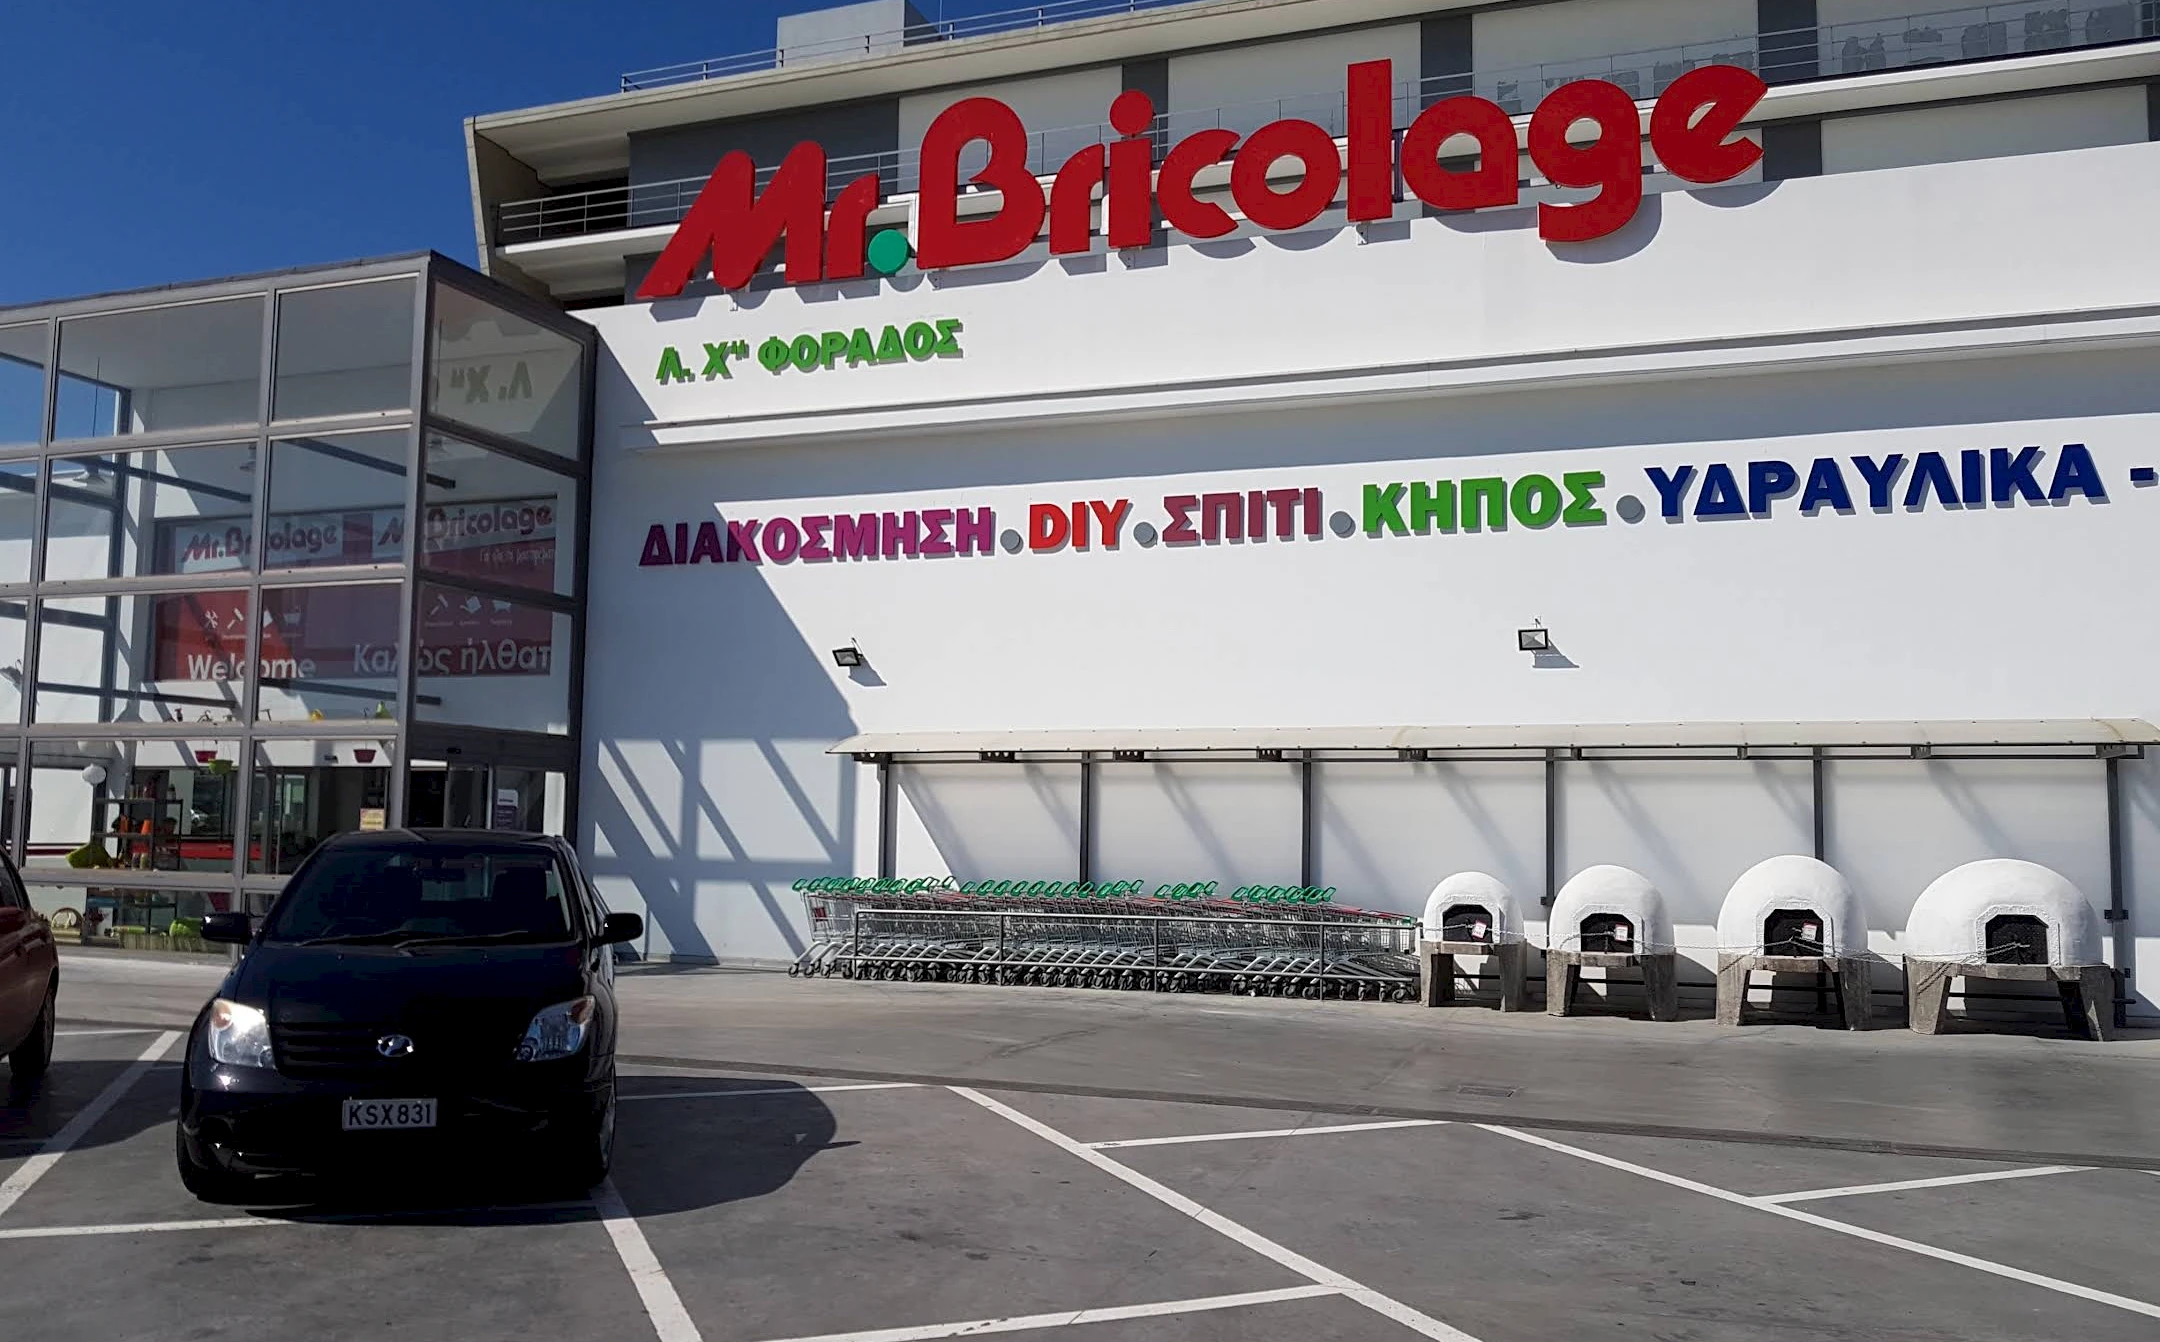 Mr.Bricolage
Λ. Χ" ΦΟΡΑΔΟΣ
ΔΙΑΚΟΣΜΗΣΗ.DIY.ΣΠΙΤΙ.ΚΗΠΟΣ.ΥΔΡΑΥΛΙΚΑ -
Mr.Bricolage Mr.Bricolage
Welcome Καλώς ήλθατ
KSX831